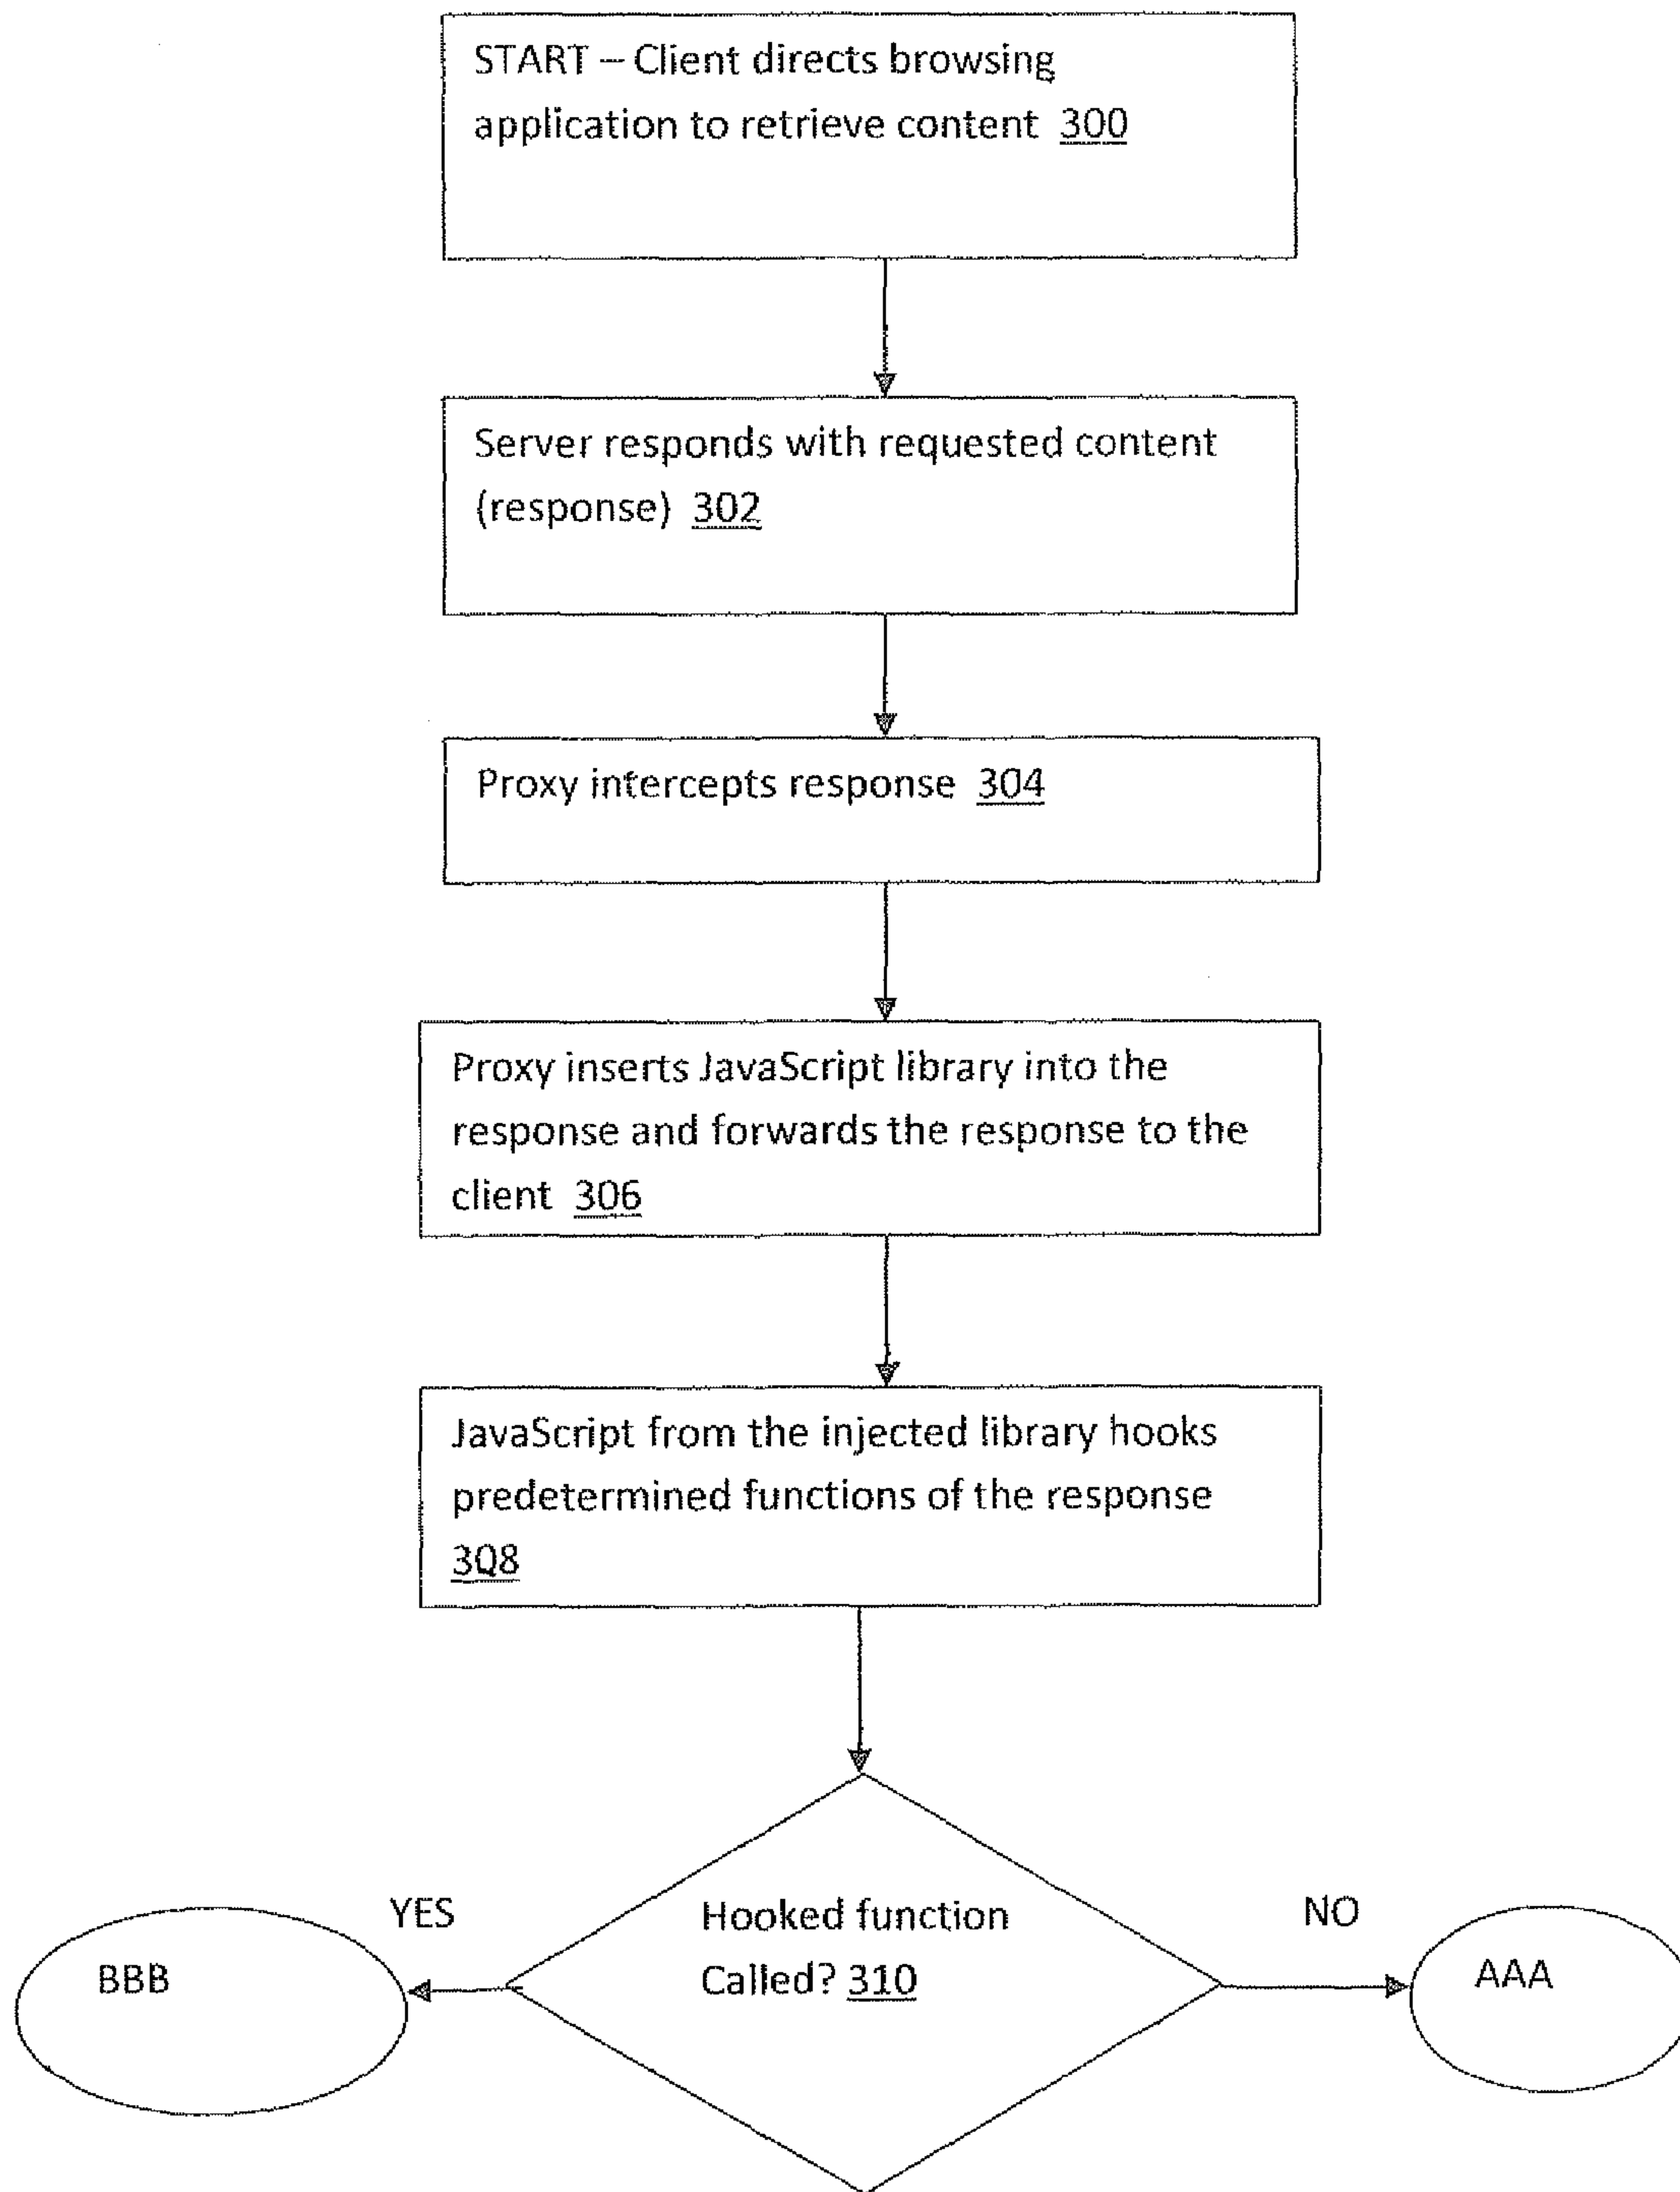 START – Client directs browsing
application to retrieve content 300
Server responds with requested content
(response) 302
Proxy intercepts response 304
Proxy inserts JavaScript library into the
response and forwards the response to the
client 306
JavaScript from the injected library hooks
predetermined functions of the response
308
YES
NO
Hooked function
Called? 310
BBB
AAA